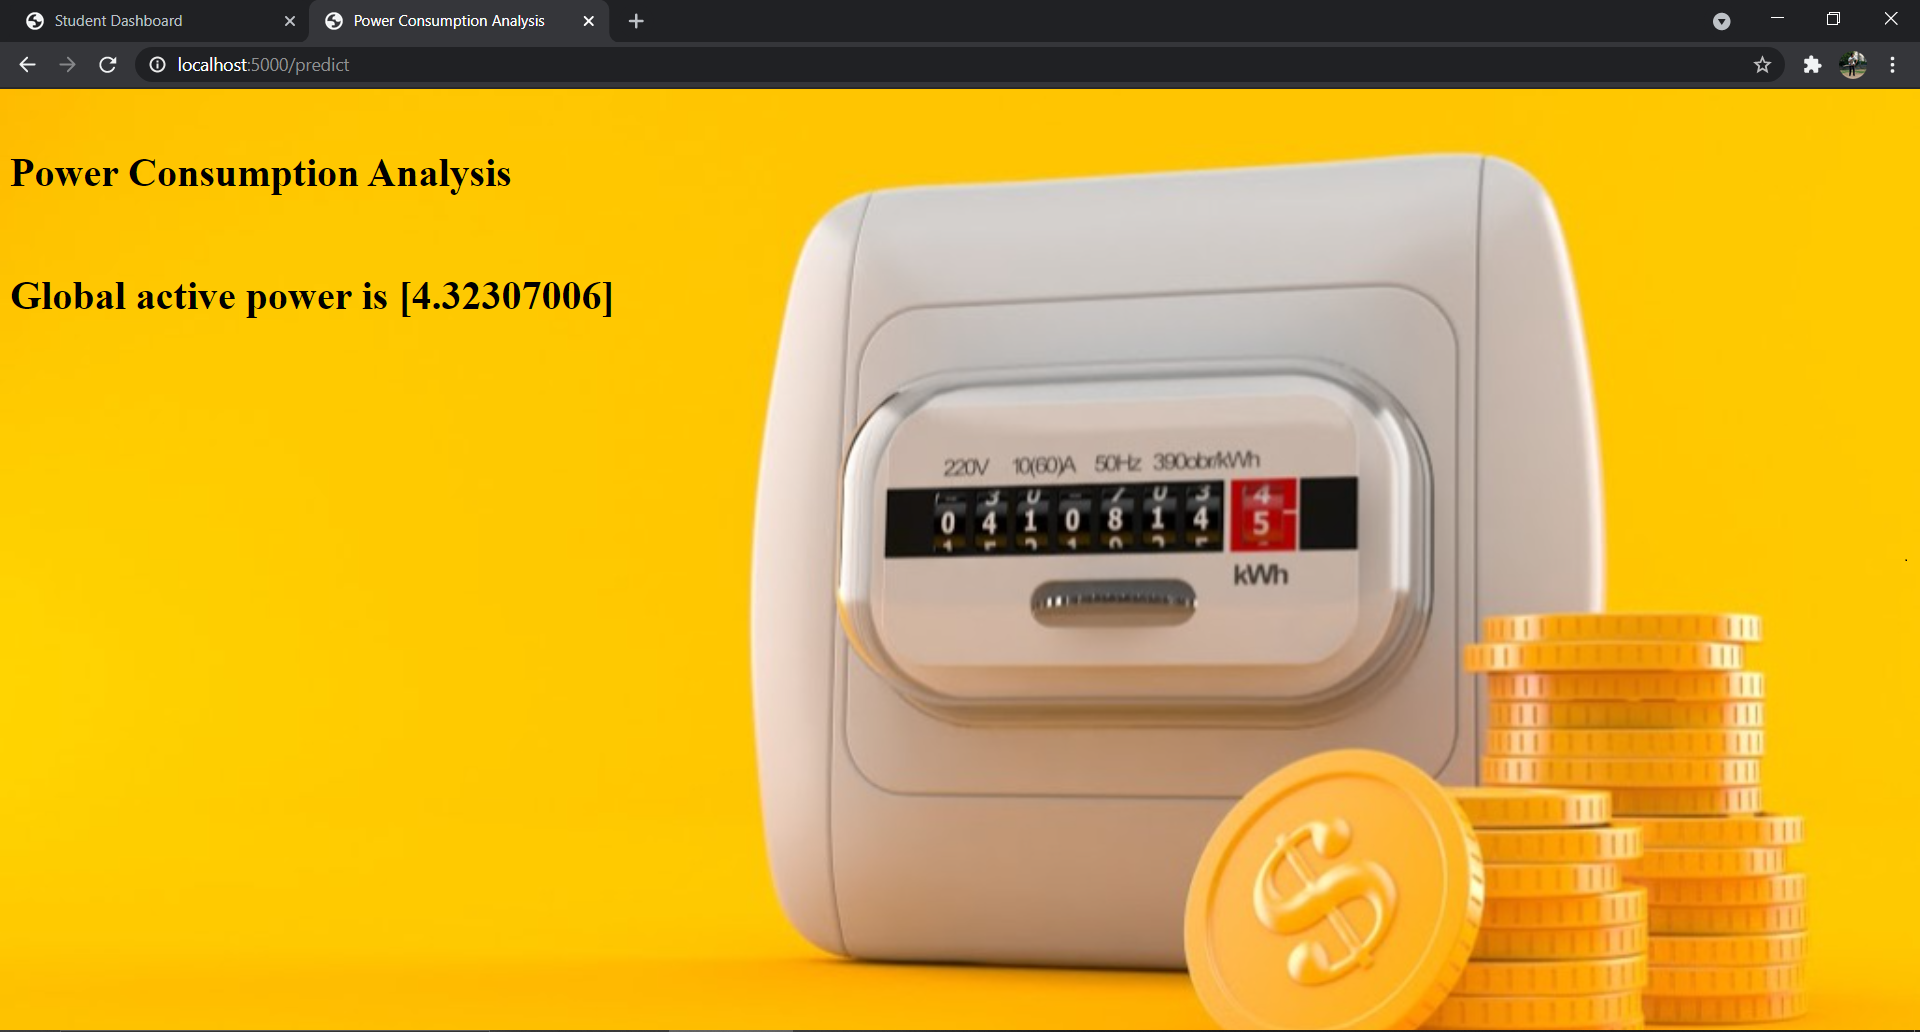 Student Dashboard
Power Consumption Analysis
localhost:5000/predict
Power Consumption Analysis
Global active power is [4.32307006]
220V 10(60)A 50Hz 390obr/kWh
0 4 1 0 8 1 4 5
kWh
$